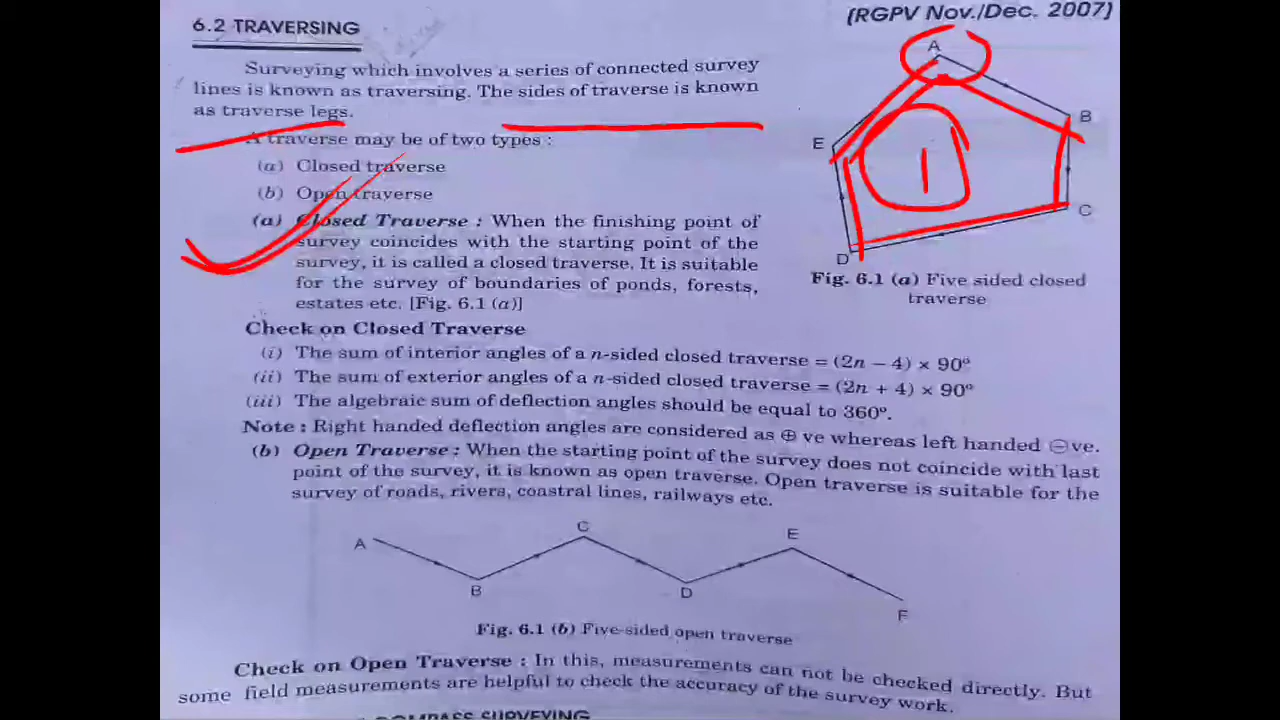 (RGPV Nov./Dec. 2007)
6.2 TRAVERSING
Surveying which involves a series of connected survey
lines is known as traversing. The sides of traverse is known
as traverse legs.
A traverse may be of two types :
(a) Closed traverse
(b) Open traverse
(a) Closed Traverse : When the finishing point of
survey coincides with the starting point of the
survey, it is called a closed traverse. It is suitable
for the survey of boundaries of ponds, forests,
estates etc. [Fig. 6.1 (a)]
A
B
E
1
C
D
Fig. 6.1 (a) Five sided closed
traverse
Check on Closed Traverse
(i) The sum of interior angles of a n-sided closed traverse = (2n – 4) × 90º
(ii) The sum of exterior angles of a n-sided closed traverse = (2n + 4) × 90º
(iii) The algebraic sum of deflection angles should be equal to 360º.
Note : Right handed deflection angles are considered as ⊕ ve whereas left handed ⊖ve.
(b) Open Traverse : When the starting point of the survey does not coincide with last
point of the survey, it is known as open traverse. Open traverse is suitable for the
survey of roads, rivers, coastral lines, railways etc.
A
B
C
D
E
F
Fig. 6.1 (b) Five-sided open traverse
Check on Open Traverse : In this, measurements can not be checked directly. But
some field measurements are helpful to check the accuracy of the survey work.
COMPASS SURVEYING